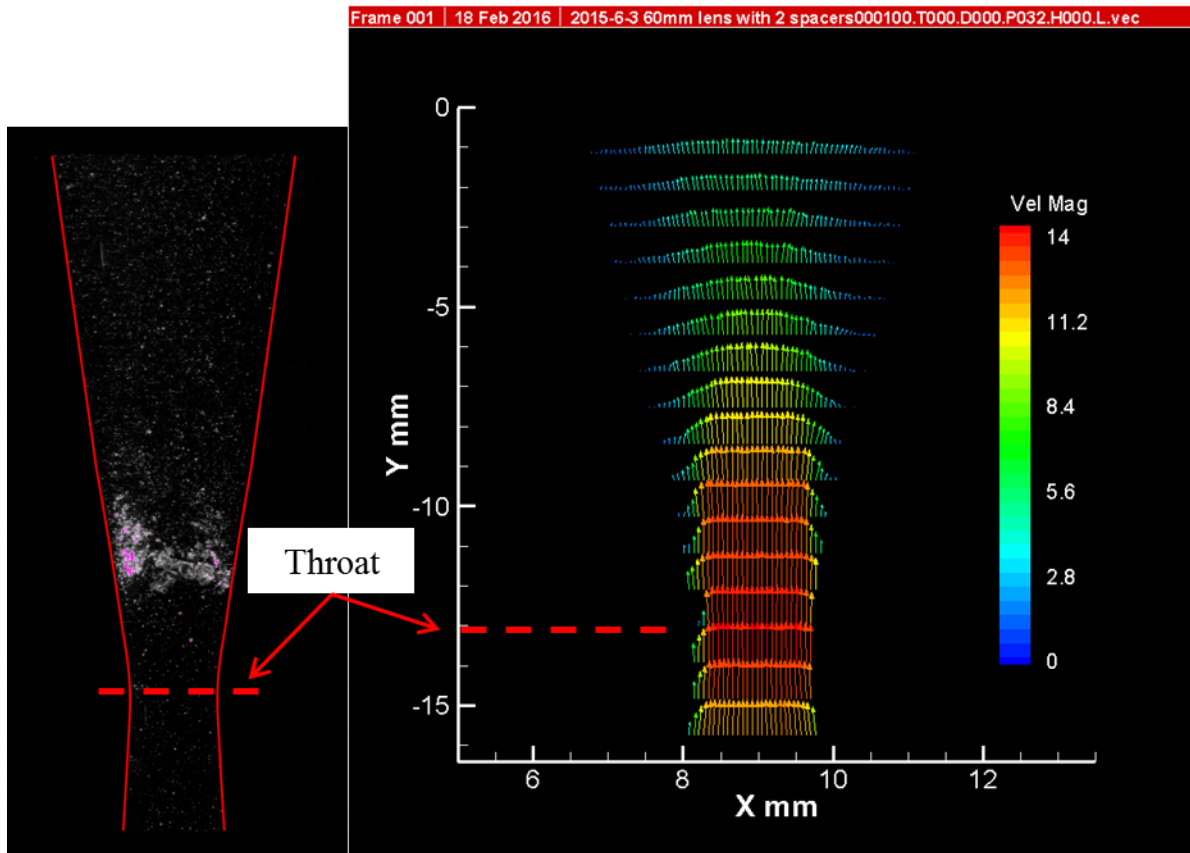 Frame 001 | 18 Feb 2016 | 2015-6-3 60mm lens with 2 spacers000100.T000.D000.P032.H000.L.vec
0
-5
-10
-15
Y mm
6
8
10
12
X mm
Throat
Vel Mag
14
11.2
8.4
5.6
2.8
0